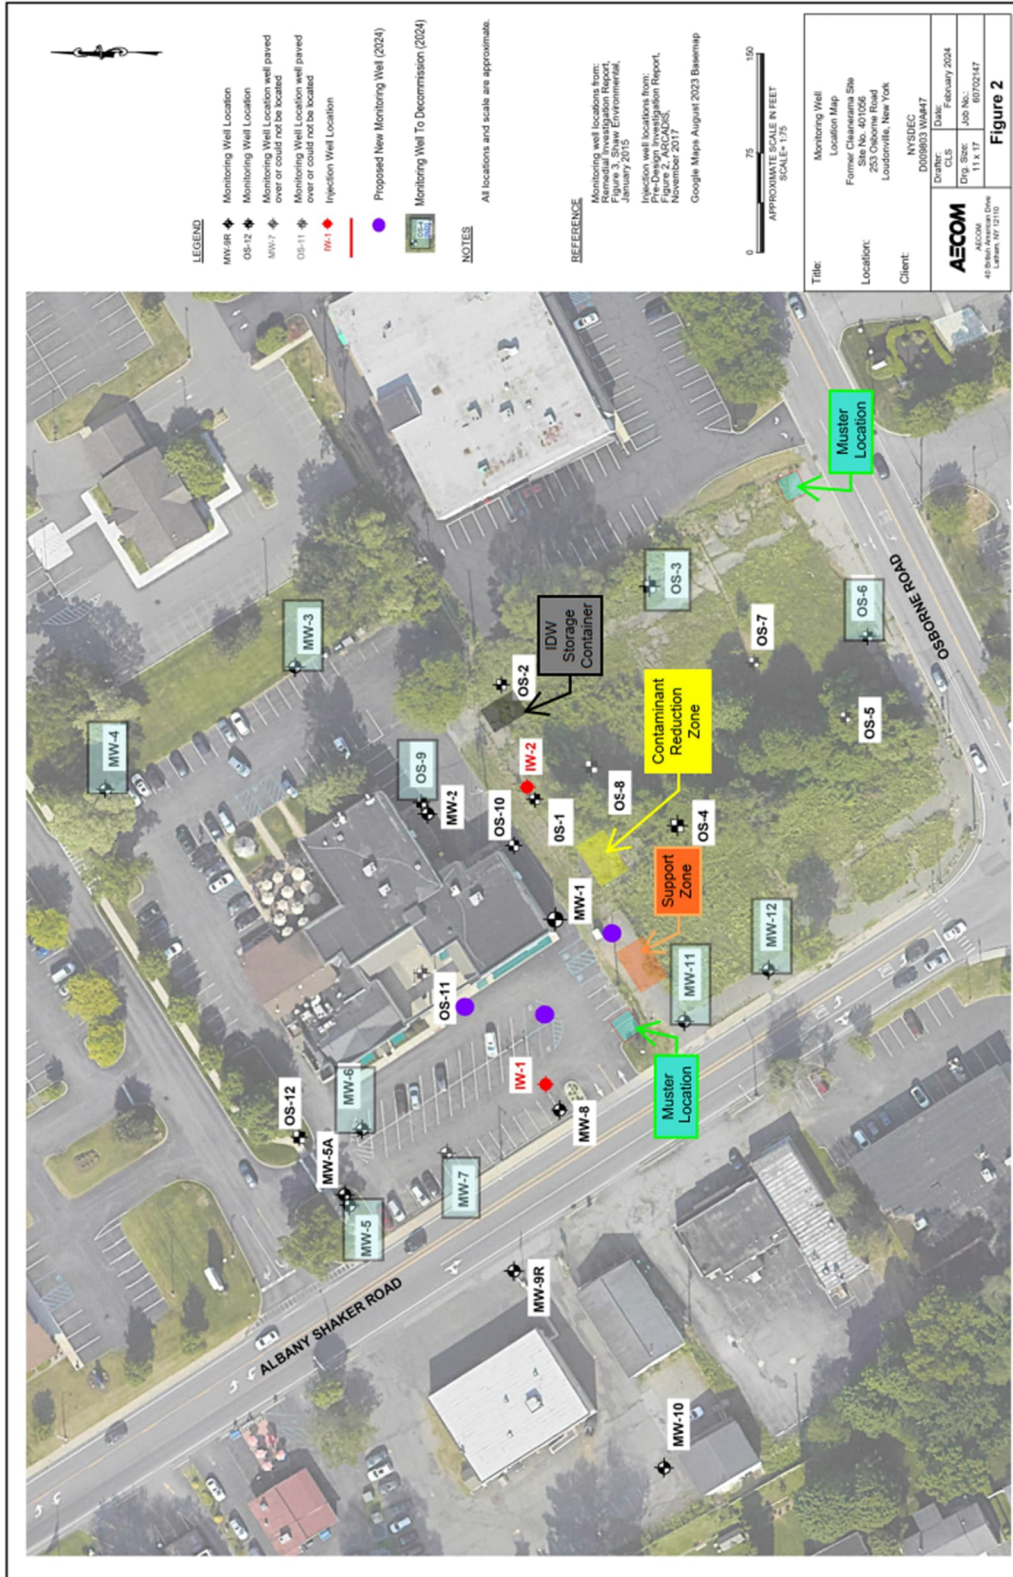 LEGEND
MW-9R Monitoring Well Location
OS-12 Monitoring Well Location
MW-7 Monitoring Well Location well paved
over or could not be located
OS-11 Monitoring Well Location well paved
over or could not be located
IW-1 Injection Well Location
Proposed New Monitoring Well (2024)
OS-4
Monitoring Well To Decommission (2024)
NOTES
All locations and scale are approximate.
REFERENCE
Monitoring well locations from:
Remedial Investigation Report,
Figure 3, Shaw Environmental,
January 2015
Injection well locations from:
Pre-Design Investigation Report,
Figure 2, ARCADIS,
November 2017
Google Maps August 2023 Basemap
0 75 150
APPROXIMATE SCALE IN FEET
SCALE= 1:75
Title:
Monitoring Well
Location Map
Location:
Former Cleanerama Site
Site No. 401056
253 Osborne Road
Loudonville, New York
Client:
NYSDEC
D009803 WA#47
AECOM
AECOM
40 British American Drive
Latham, NY 12110
Drafter: CLS
Date: February 2024
Drg. Size: 11 x 17
Job No.: 60702147
Figure 2
MW-4
MW-3
OS-9
MW-2
OS-2
IDW
Storage
Container
OS-3
Muster
Location
OS-12
MW-6
MW-5A
MW-5
MW-7
OS-11
OS-10
IW-2
0S-1
OS-8
Contaminant
Reduction
Zone
OS-7
OS-6
OSBORNE ROAD
MW-1
OS-4
OS-5
Support
Zone
IW-1
MW-8
MW-11
MW-12
Muster
Location
ALBANY SHAKER ROAD
MW-9R
MW-10